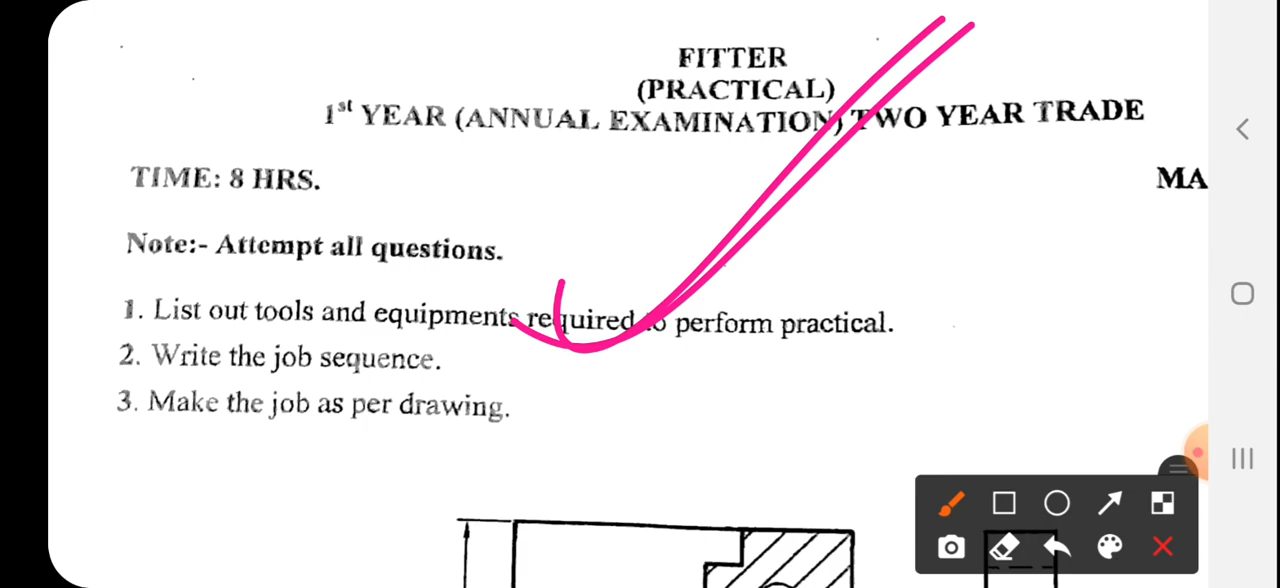 FITTER
(PRACTICAL)
1st YEAR (ANNUAL EXAMINATION) TWO YEAR TRADE
TIME: 8 HRS.
MA
Note:- Attempt all questions.
1. List out tools and equipments required to perform practical.
2. Write the job sequence.
3. Make the job as per drawing.